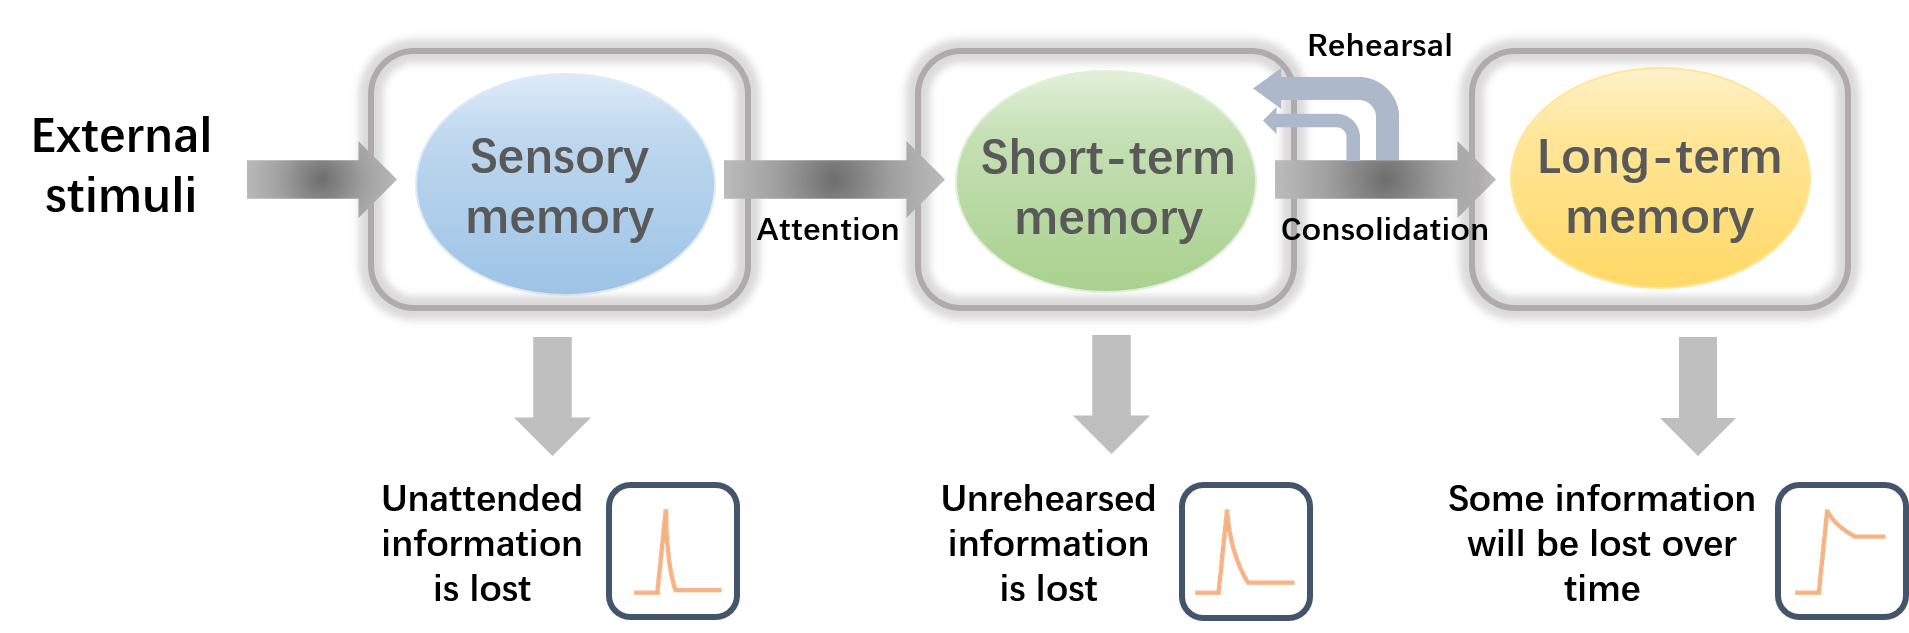 External
stimuli
Sensory
memory
Attention
Short-term
memory
Rehearsal
Consolidation
Long-term
memory
Unattended
information
is lost
Unrehearsed
information
is lost
Some information
will be lost over
time